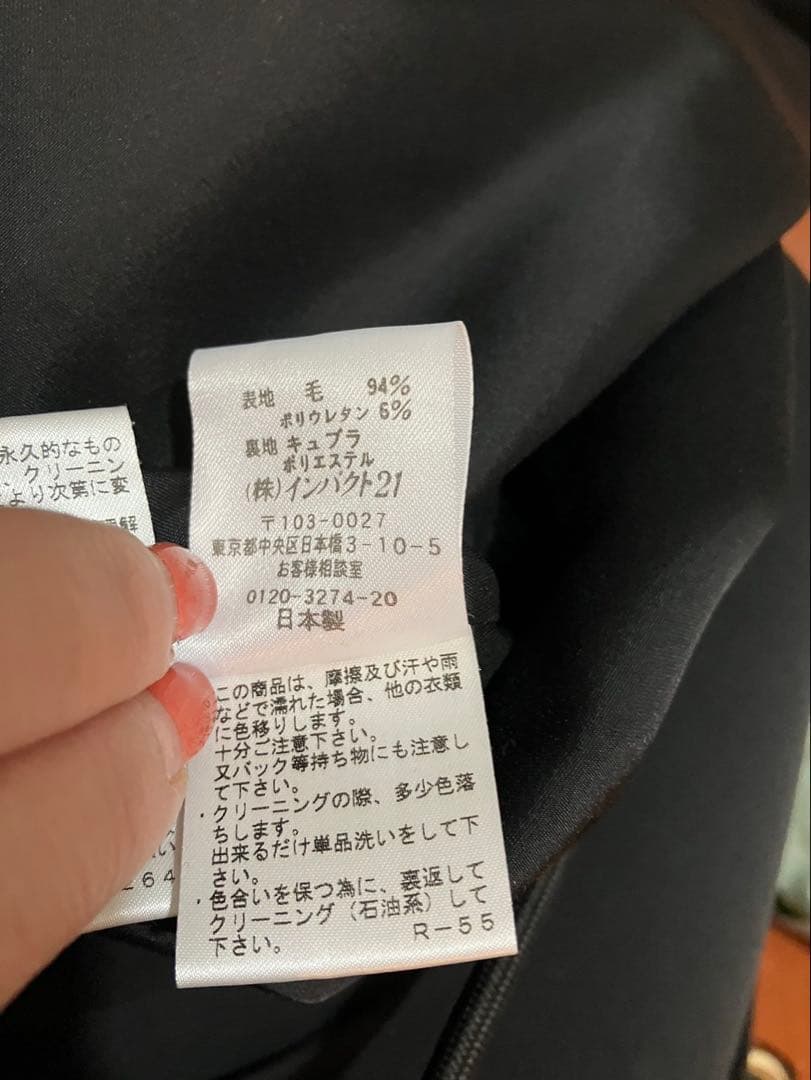 永久的なもの
クリーニン
より次第に変
表地 毛 94%
ポリウレタン 6%
裏地 キュプラ
ポリエステル
(株)インパクト21
〒103-0027
東京都中央区日本橋3-10-5
お客様相談室
0120-3274-20
日本製
この商品は、摩擦及び汗や雨
などで濡れた場合、他の衣類
に色移りします。
十分ご注意下さい。
又バック等持ち物にも注意し
て下さい。
・クリーニングの際、多少色落
ちします。
出来るだけ単品洗いをして下
さい。
・色合いを保つ為に、裏返して
クリーニング(石油系)して
下さい。
R-55